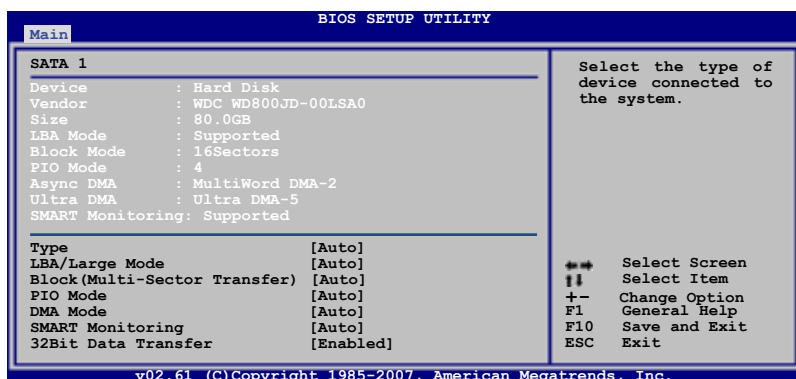 BIOS SETUP UTILITY
Main
SATA 1
Device : Hard Disk
Vendor : WDC WD800JD-00LSA0
Size : 80.0GB
LBA Mode : Supported
Block Mode : 16Sectors
PIO Mode : 4
Async DMA : MultiWord DMA-2
Ultra DMA : Ultra DMA-5
SMART Monitoring: Supported
Type [Auto]
LBA/Large Mode [Auto]
Block(Multi-Sector Transfer) [Auto]
PIO Mode [Auto]
DMA Mode [Auto]
SMART Monitoring [Auto]
32Bit Data Transfer [Enabled]
Select the type of
device connected to
the system.
Select Screen
Select Item
+- Change Option
F1 General Help
F10 Save and Exit
ESC Exit
v02.61 (C)Copyright 1985-2007, American Megatrends, Inc.